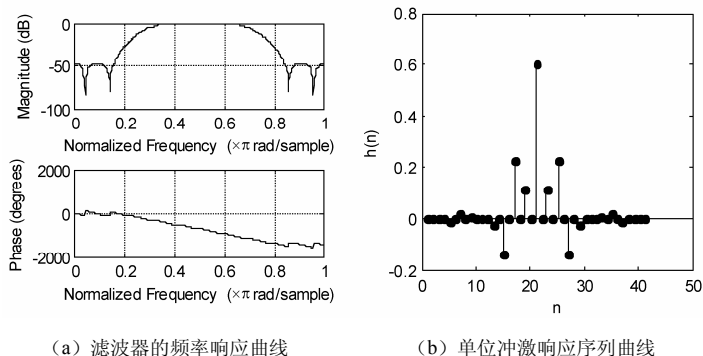 Magnitude (dB)
0
-50
-100
0 0.2 0.4 0.6 0.8 1
Normalized Frequency (×π rad/sample)
Phase (degrees)
2000
0
-2000
0 0.2 0.4 0.6 0.8 1
Normalized Frequency (×π rad/sample)
(a)滤波器的频率响应曲线
h(n)
0.8
0.6
0.4
0.2
0
-0.2
0 10 20 30 40 50
n
(b)单位冲激响应序列曲线